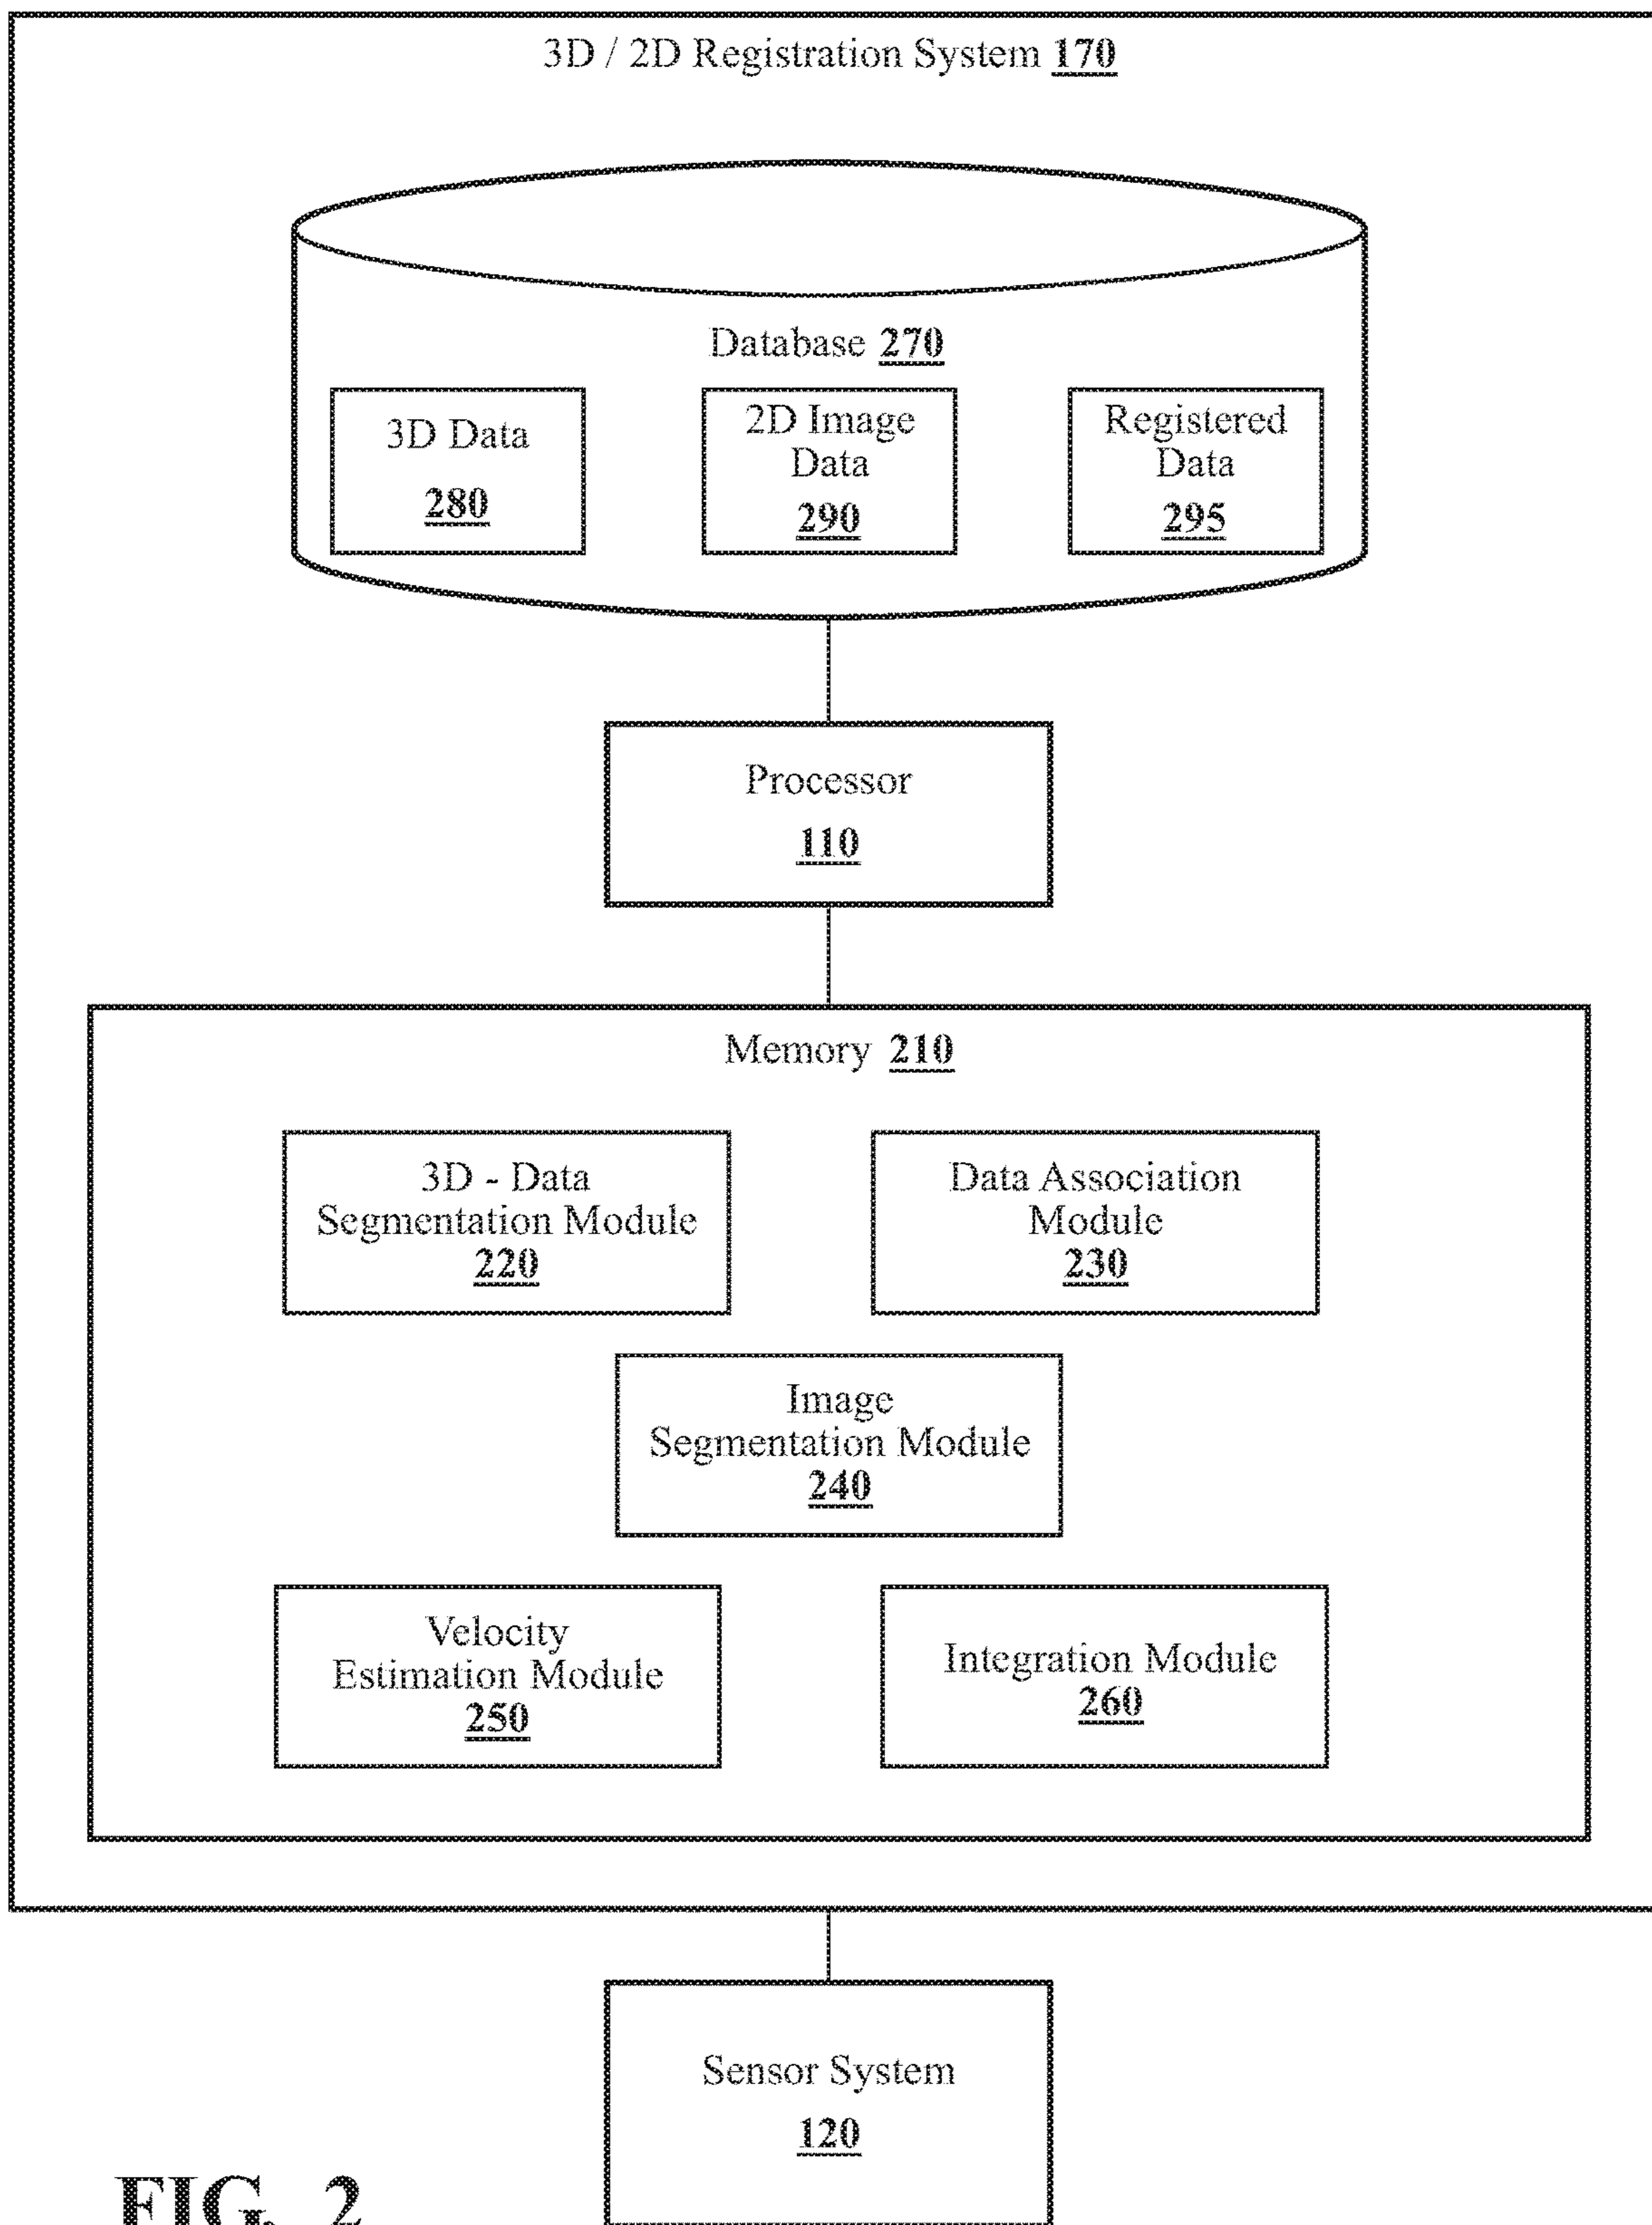 3D / 2D Registration System 170
Database 270
3D Data
280
2D Image
Data
290
Registered
Data
295
Processor
110
Memory 210
3D - Data
Segmentation Module
220
Data Association
Module
230
Image
Segmentation Module
240
Velocity
Estimation Module
250
Integration Module
260
Sensor System
120
FIG. 2